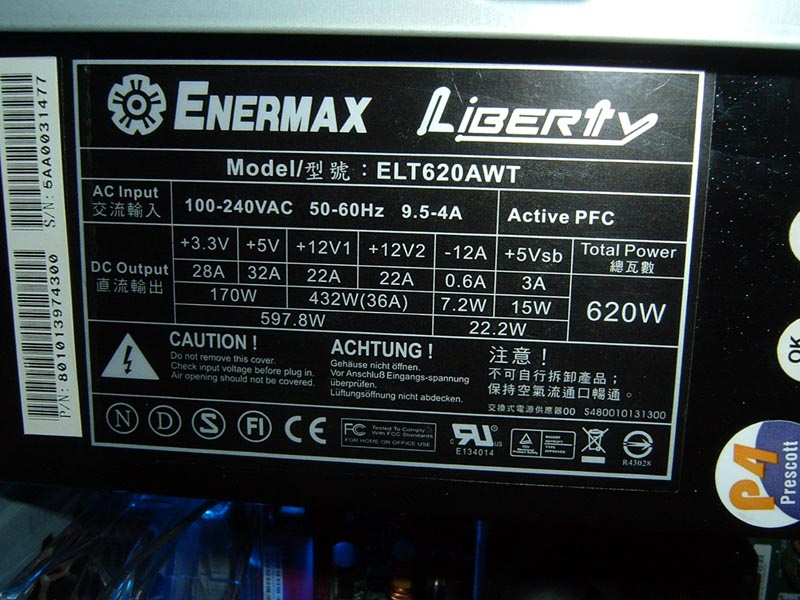 ENERMAX LIBERTY
Model/型號：ELT620AWT
AC Input
交流輸入
100-240VAC 50-60Hz 9.5-4A
Active PFC
DC Output
直流輸出
+3.3V +5V +12V1 +12V2 -12A +5Vsb Total Power
總瓦數
28A 32A 22A 22A 0.6A 3A
170W 432W(36A) 7.2W 15W 620W
597.8W 22.2W
CAUTION !
Do not remove this cover.
Check input voltage before plug in.
Air opening should not be covered.
ACHTUNG !
Gehäuse nicht öffnen.
Vor Anschluß Eingangs-spannung
überprüfen.
Lüftungsöffnung nicht abdecken.
注意！
不可自行拆卸產品；
保持空氣流通口暢通。
交換式電源供應器00 S480010131300
N D S FI CE
FC Tested To Comply
With FCC Standards
FOR HOME OR OFFICE USE
c RU US
E134014
R43028
S/N: 5AA0031477
P/N: 801013974300
OK
P4
Prescott